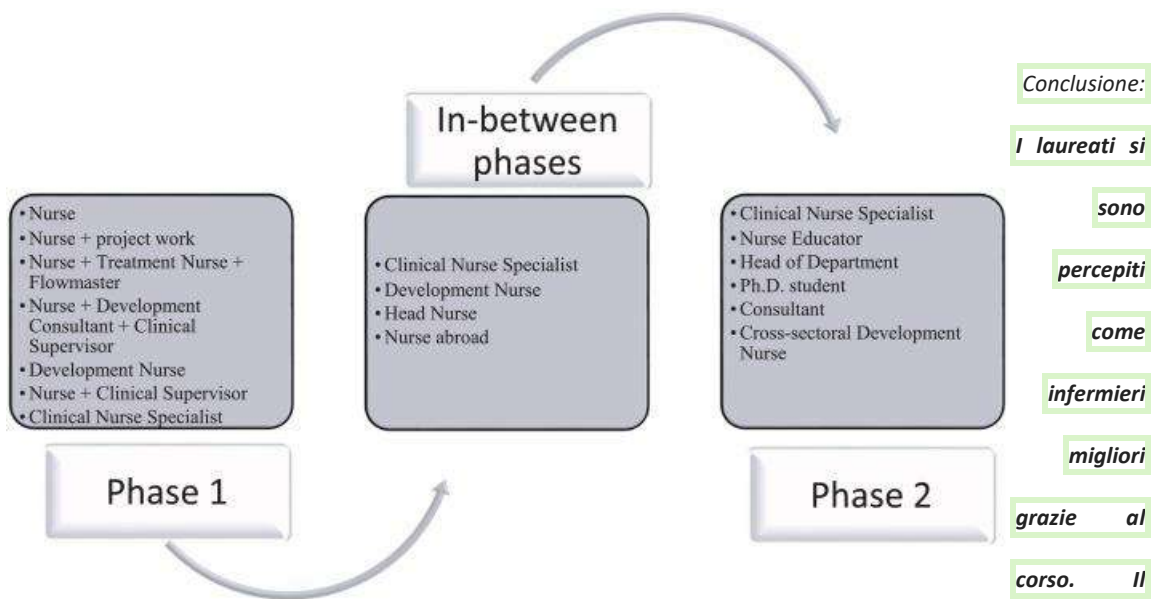 In-between
phases
• Nurse
• Nurse + project work
• Nurse + Treatment Nurse +
Flowmaster
• Nurse + Development
Consultant + Clinical
Supervisor
• Development Nurse
• Nurse + Clinical Supervisor
• Clinical Nurse Specialist
Phase 1
• Clinical Nurse Specialist
• Development Nurse
• Head Nurse
• Nurse abroad
• Clinical Nurse Specialist
• Nurse Educator
• Head of Department
• Ph.D. student
• Consultant
• Cross-sectoral Development
Nurse
Phase 2
Conclusione:
I laureati si
sono
percepiti
come
infermieri
migliori
grazie al
corso. Il